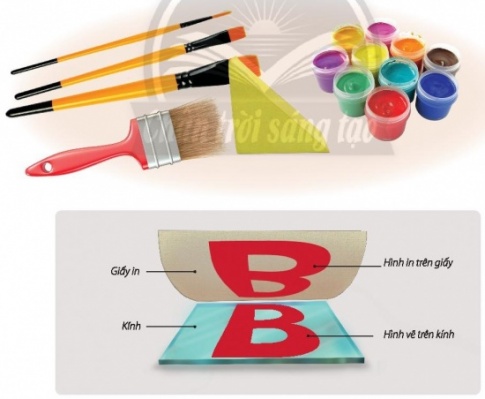 Chân trời sáng tạo
Giấy in
Hình in trên giấy
B
Kính
B
Hình vẽ trên kính